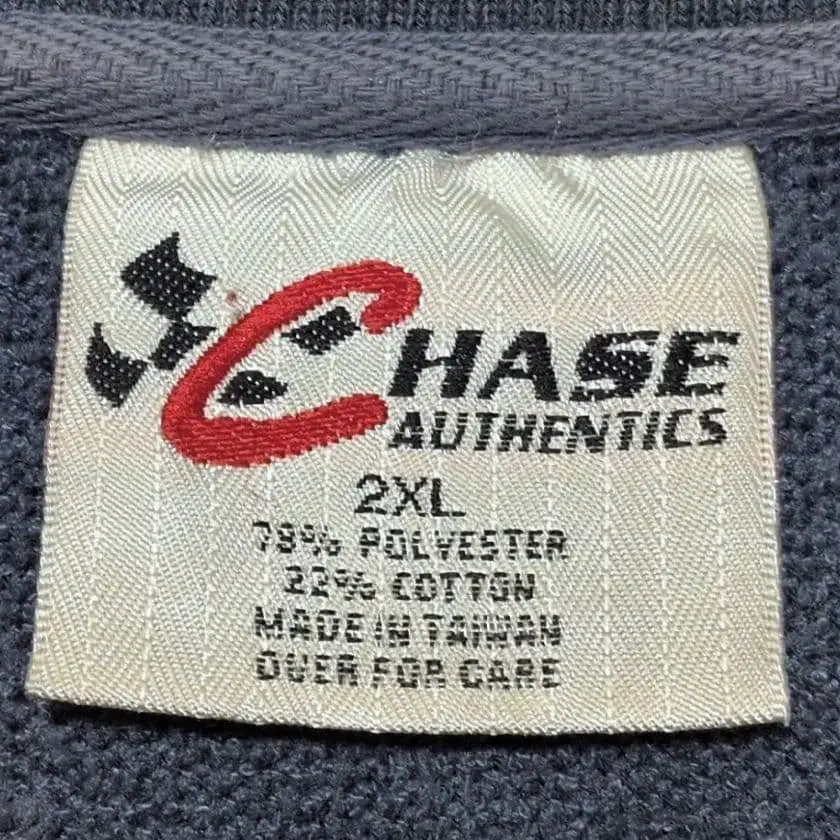 CHASE
AUTHENTICS
2XL
78% POLYESTER
22% COTTON
MADE IN TAIWAN
OVER FOR CARE